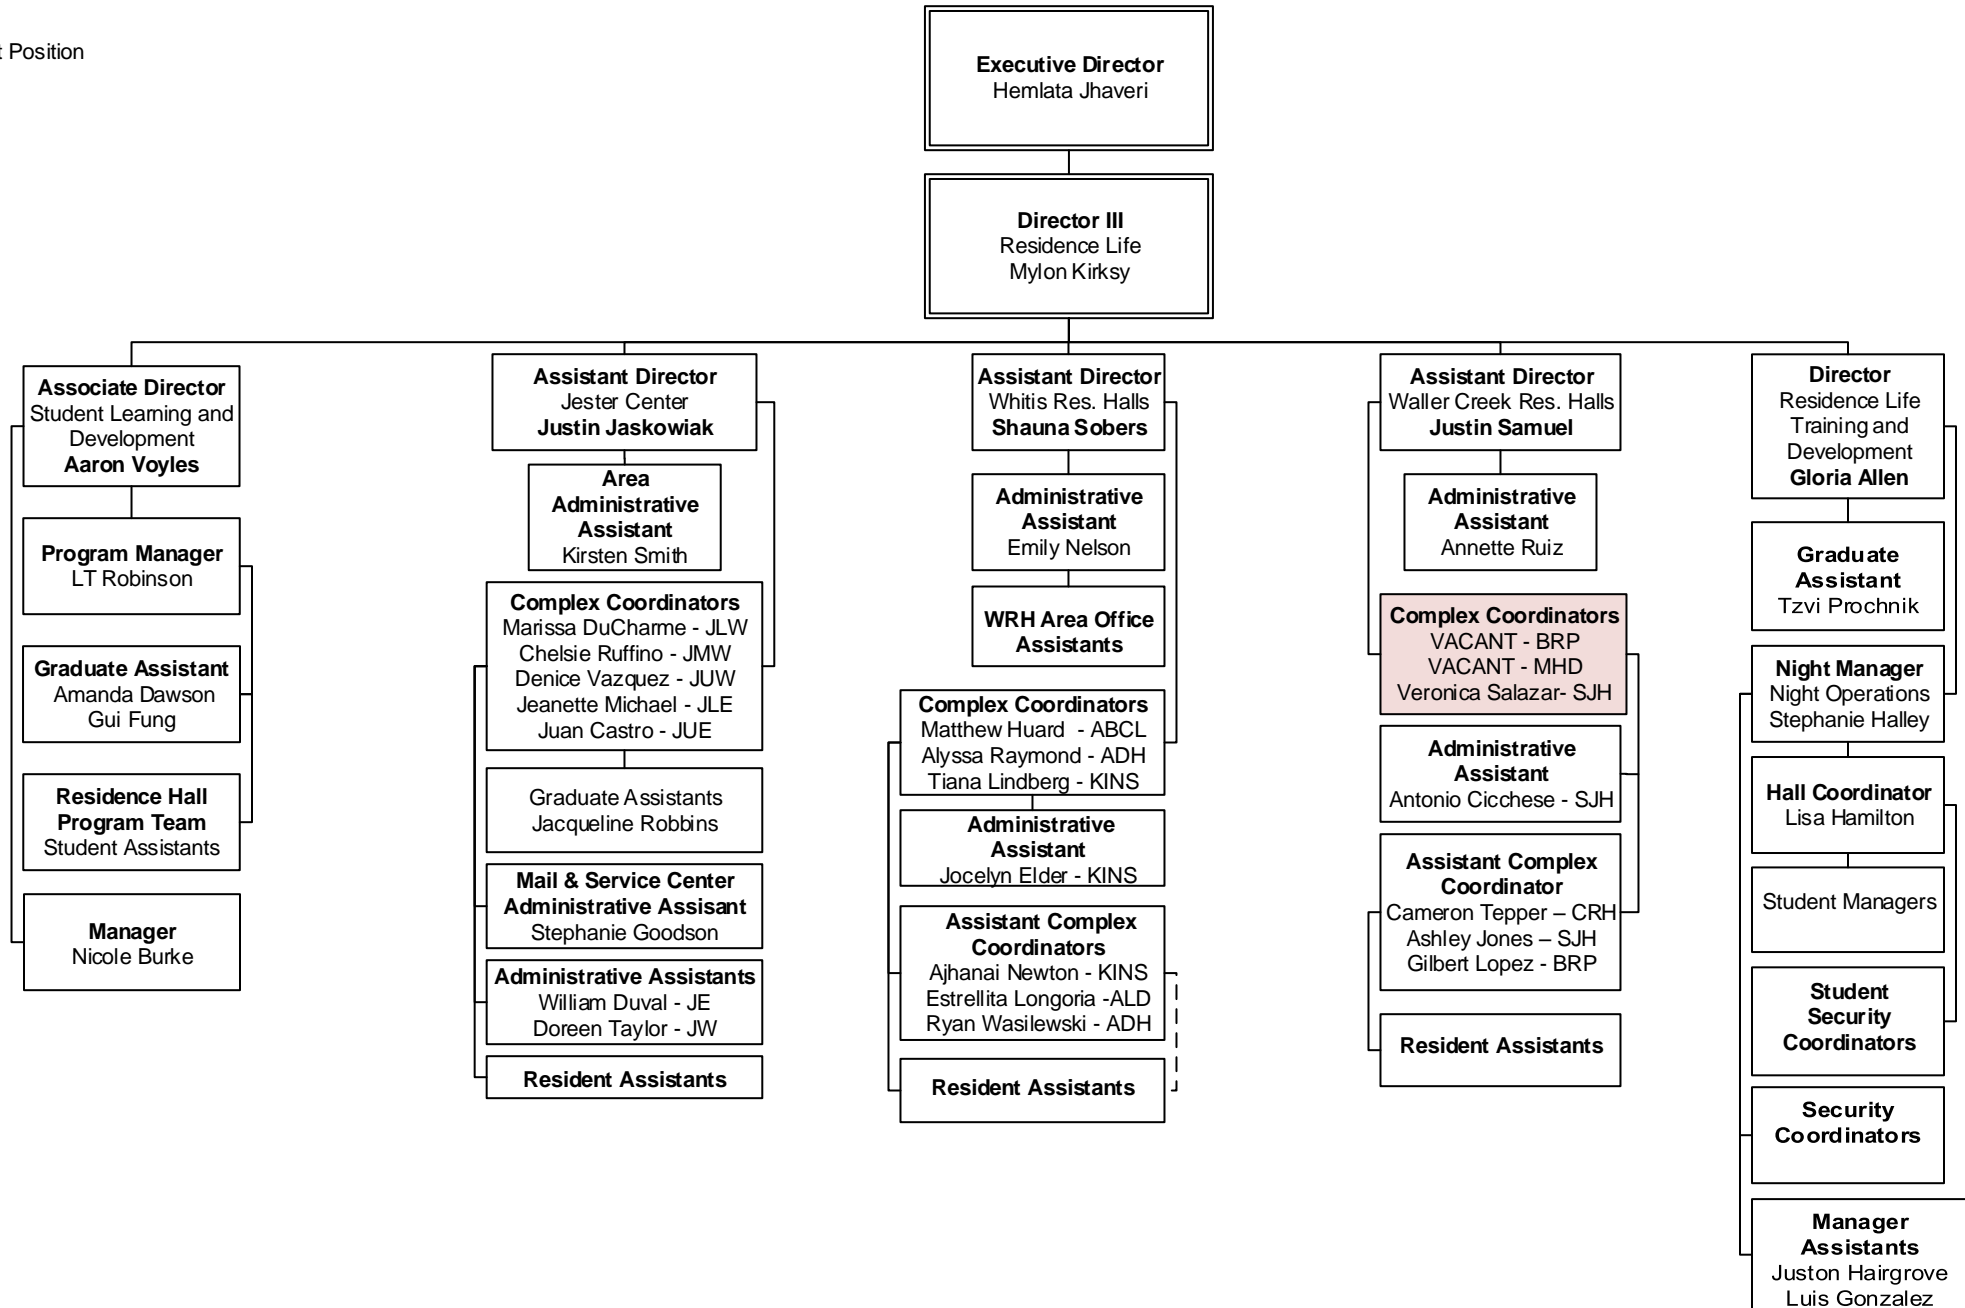 Position
Executive Director
Hemlata Jhaveri
Director III
Residence Life
Mylon Kirksy
Associate Director
Student Learning and
Development
Aaron Voyles
Program Manager
LT Robinson
Graduate Assistant
Amanda Dawson
Gui Fung
Residence Hall
Program Team
Student Assistants
Manager
Nicole Burke
Assistant Director
Jester Center
Justin Jaskowiak
Area
Administrative
Assistant
Kirsten Smith
Complex Coordinators
Marissa DuCharme - JLW
Chelsie Ruffino - JMW
Denice Vazquez - JUW
Jeanette Michael - JLE
Juan Castro - JUE
Graduate Assistants
Jacqueline Robbins
Mail & Service Center
Administrative Assisant
Stephanie Goodson
Administrative Assistants
William Duval - JE
Doreen Taylor - JW
Resident Assistants
Assistant Director
Whitis Res. Halls
Shauna Sobers
Administrative
Assistant
Emily Nelson
WRH Area Office
Assistants
Complex Coordinators
Matthew Huard - ABCL
Alyssa Raymond - ADH
Tiana Lindberg - KINS
Administrative
Assistant
Jocelyn Elder - KINS
Assistant Complex
Coordinators
Ajhanai Newton - KINS
Estrellita Longoria -ALD
Ryan Wasilewski - ADH
Resident Assistants
Assistant Director
Waller Creek Res. Halls
Justin Samuel
Administrative
Assistant
Annette Ruiz
Complex Coordinators
VACANT - BRP
VACANT - MHD
Veronica Salazar- SJH
Administrative
Assistant
Antonio Cicchese - SJH
Assistant Complex
Coordinator
Cameron Tepper – CRH
Ashley Jones – SJH
Gilbert Lopez - BRP
Resident Assistants
Director
Residence Life
Training and
Development
Gloria Allen
Graduate
Assistant
Tzvi Prochnik
Night Manager
Night Operations
Stephanie Halley
Hall Coordinator
Lisa Hamilton
Student Managers
Student
Security
Coordinators
Security
Coordinators
Manager
Assistants
Juston Hairgrove
Luis Gonzalez